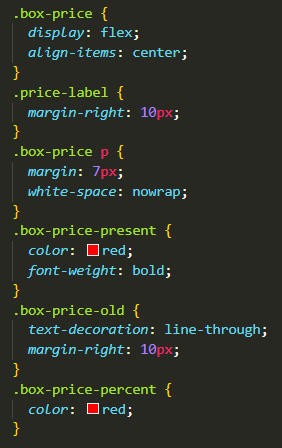 .box-price {
  display: flex;
  align-items: center;
}
.price-label {
  margin-right: 10px;
}
.box-price p {
  margin: 7px;
  white-space: nowrap;
}
.box-price-present {
  color: red;
  font-weight: bold;
}
.box-price-old {
  text-decoration: line-through;
  margin-right: 10px;
}
.box-price-percent {
  color: red;
}